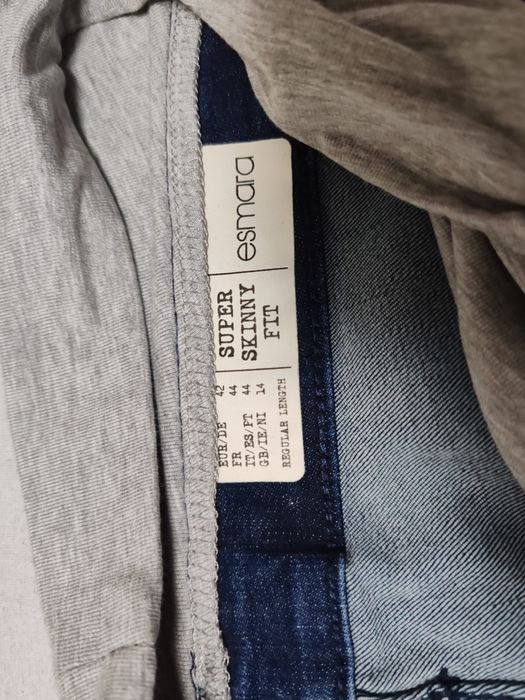 esmara
SUPER
SKINNY
FIT
EUR/DE 42
FR 44
IT/ES/PT 44
GB/IE/NI 14
REGULAR LENGTH